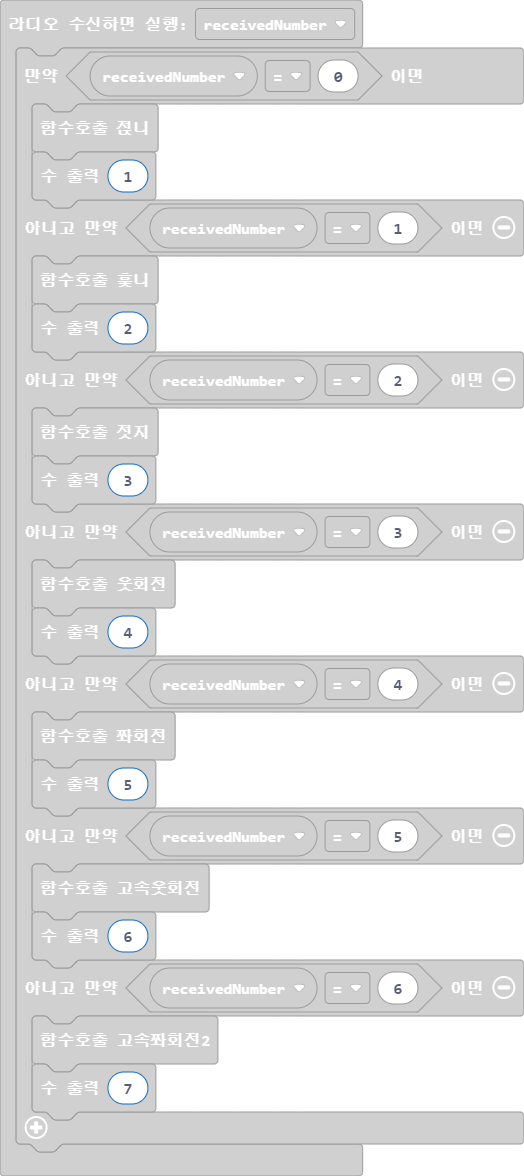 라디오 수신하면 실행: receivedNumber
만약 receivedNumber = 0 이면
함수호출 젒니
수 출력 1
아니고 만약 receivedNumber = 1 이면
함수호출 훛니
수 출력 2
아니고 만약 receivedNumber = 2 이면
함수호출 젓지
수 출력 3
아니고 만약 receivedNumber = 3 이면
함수호출 웃회전
수 출력 4
아니고 만약 receivedNumber = 4 이면
함수호출 쫘회전
수 출력 5
아니고 만약 receivedNumber = 5 이면
함수호출 고속웃회전
수 출력 6
아니고 만약 receivedNumber = 6 이면
함수호출 고속쫘회전2
수 출력 7